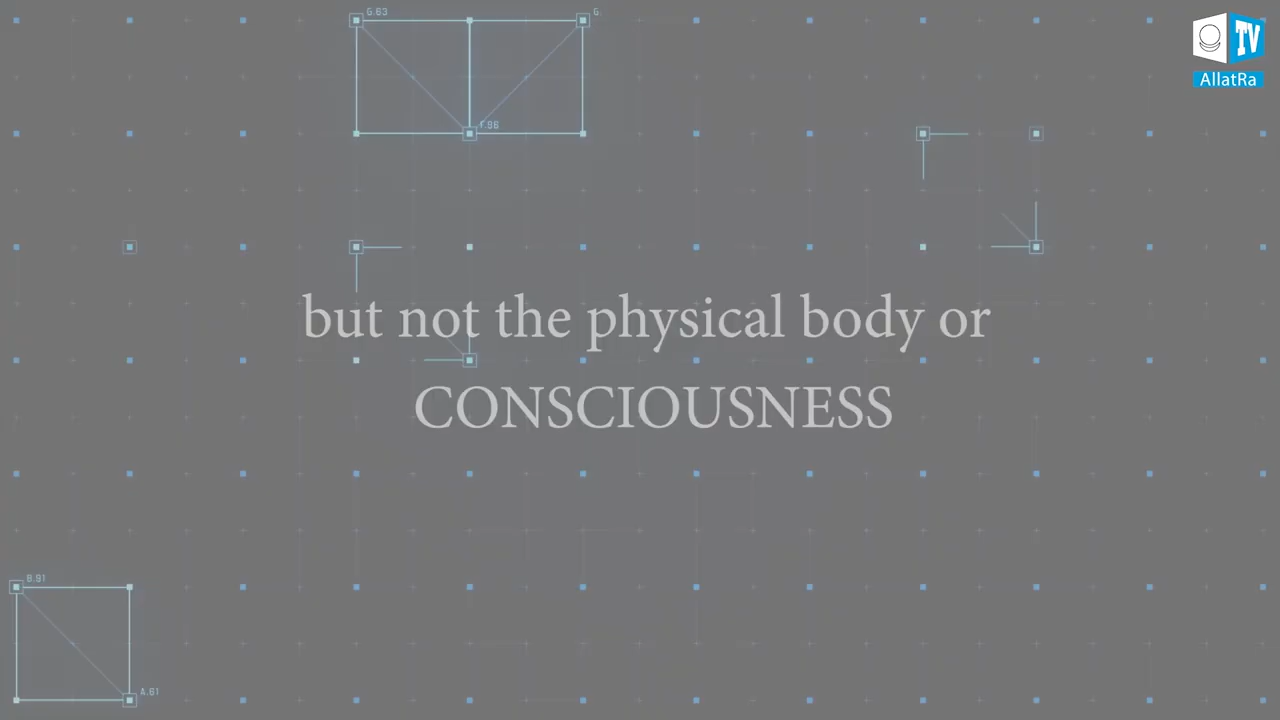 G.63
G.
TV
AllatRa
F.96
but not the physical body or
CONSCIOUSNESS
B.91
A.61